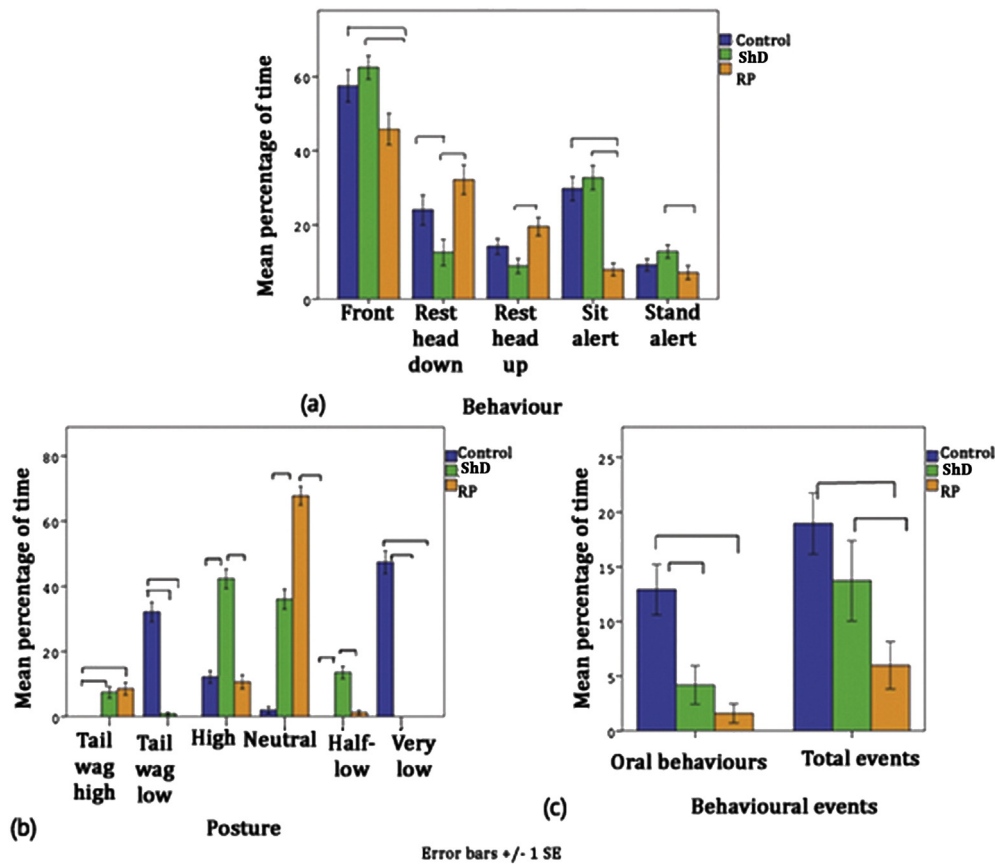 Mean percentage of time
60
40
20
0
Control
ShD
RP
Front
Rest head down
Rest head up
Sit alert
Stand alert
(a)
Behaviour
Mean percentage of time
80
60
40
20
0
Control
ShD
RP
Tail wag high
Tail wag low
High
Neutral
Half-low
Very low
(b)
Posture
Mean percentage of time
25
20
15
10
5
0
Control
ShD
RP
Oral behaviours
Total events
(c)
Behavioural events
Error bars +/- 1 SE